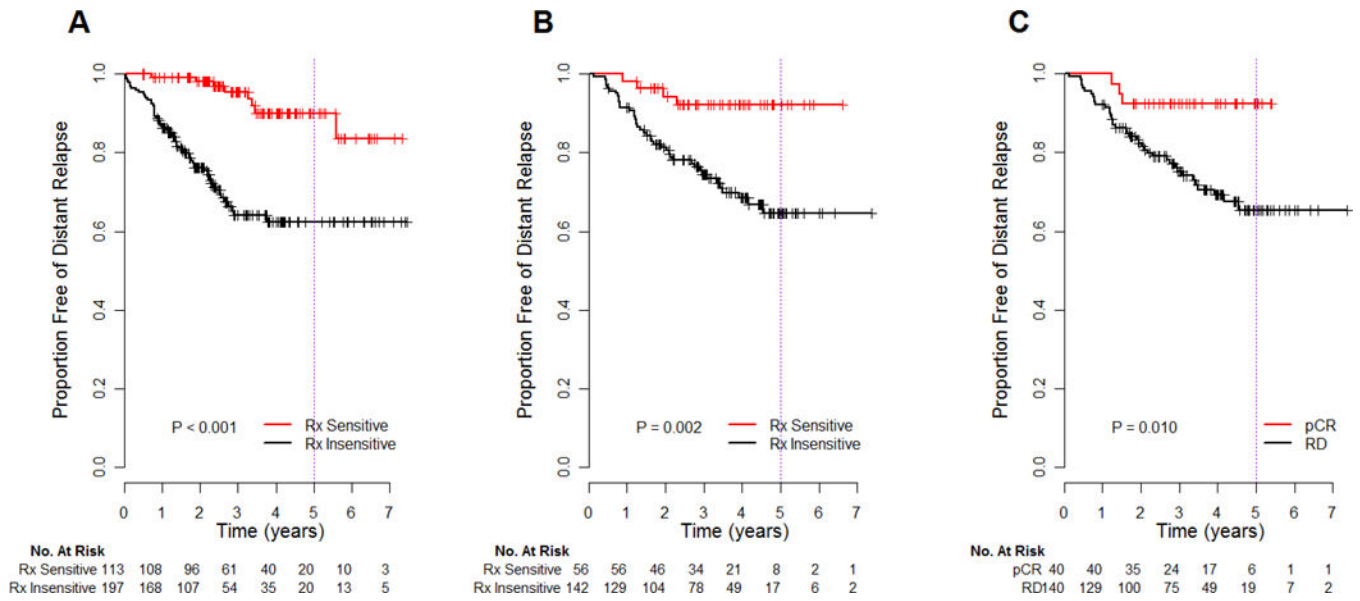 A
Proportion Free of Distant Relapse
1.0
0.8
0.6
0.4
0.2
0.0
P < 0.001
Rx Sensitive
Rx Insensitive
0 1 2 3 4 5 6 7
Time (years)
No. At Risk
Rx Sensitive 113 108 96 61 40 20 10 3
Rx Insensitive 197 168 107 54 35 20 13 5
B
Proportion Free of Distant Relapse
1.0
0.8
0.6
0.4
0.2
0.0
P = 0.002
Rx Sensitive
Rx Insensitive
0 1 2 3 4 5 6 7
Time (years)
No. At Risk
Rx Sensitive 56 56 46 34 21 8 2 1
Rx Insensitive 142 129 104 78 49 17 6 2
C
Proportion Free of Distant Relapse
1.0
0.8
0.6
0.4
0.2
0.0
P = 0.010
pCR
RD
0 1 2 3 4 5 6 7
Time (years)
No. At Risk
pCR 40 40 35 24 17 6 1 1
RD140 129 100 75 49 19 7 2